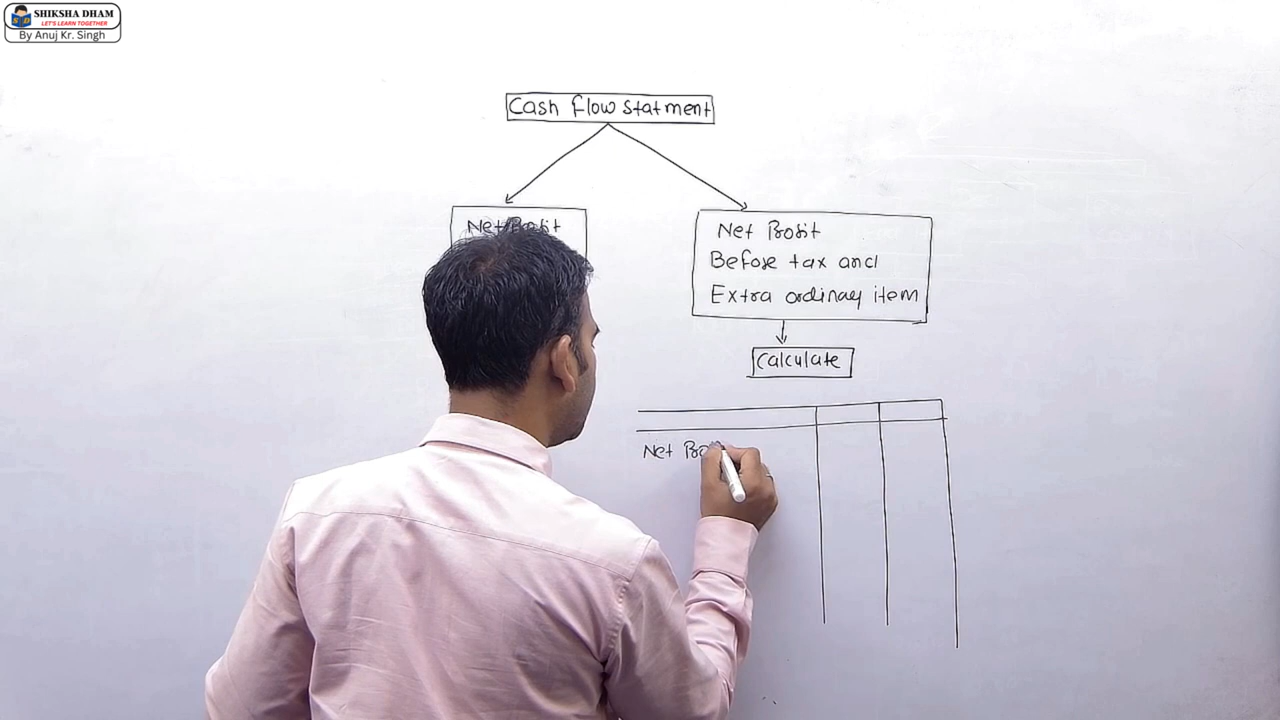 SHIKSHA DHAM
LET'S LEARN TOGETHER
By Anuj Kr. Singh
Cash flow statment
Net Profit
Net Profit
Before tax and
Extra ordinary item
Calculate
Net